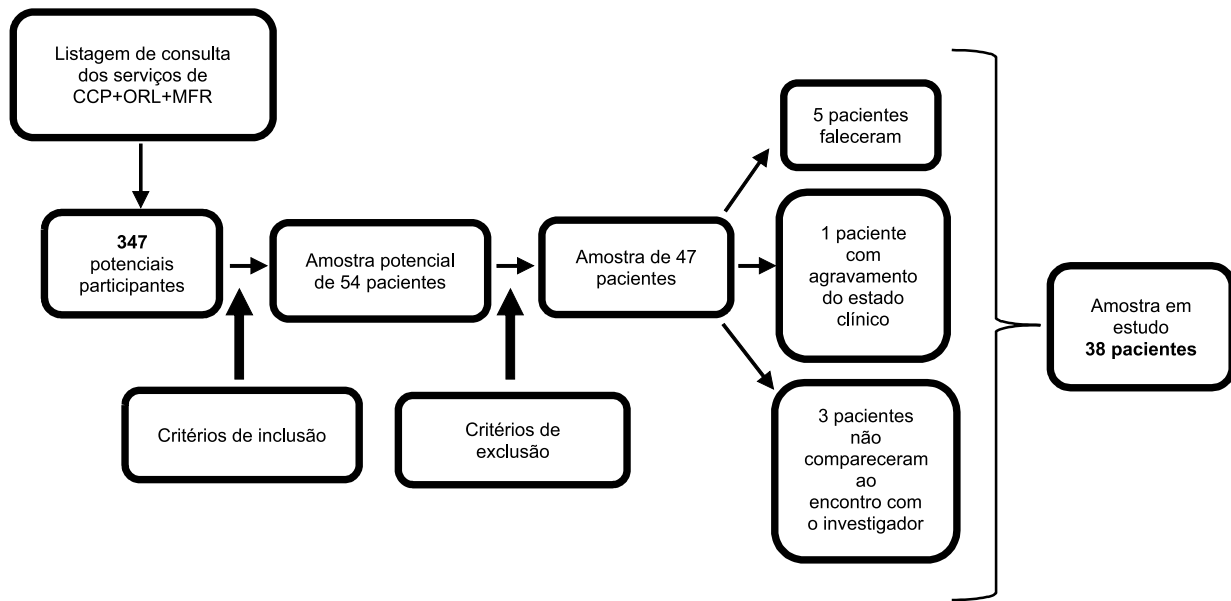 Listagem de consulta
dos serviços de
CCP+ORL+MFR
347
potenciais
participantes
Critérios de inclusão
Amostra potencial
de 54 pacientes
Critérios de
exclusão
Amostra de 47
pacientes
5 pacientes
faleceram
1 paciente
com
agravamento
do estado
clínico
3 pacientes
não
compareceram
ao
encontro com
o investigador
Amostra em
estudo
38 pacientes